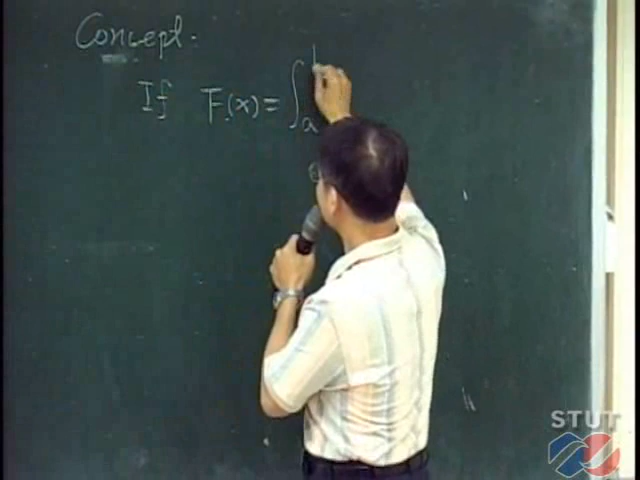 Concept.
If F(x) = ∫a
STUT